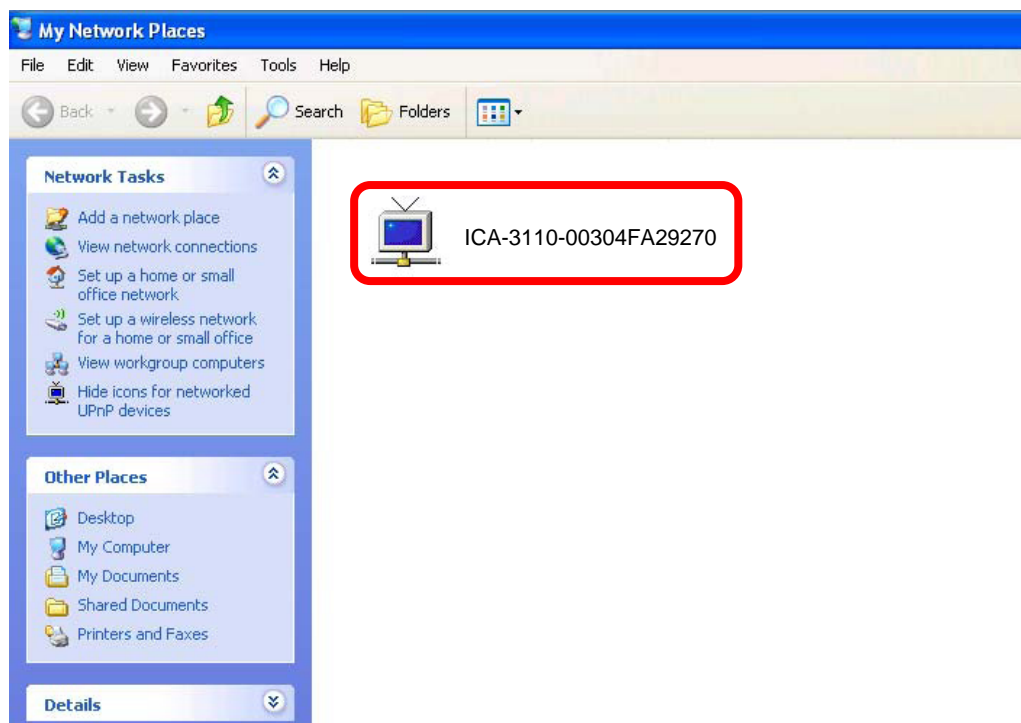 My Network Places
File Edit View Favorites Tools Help
Back Search Folders
Network Tasks
Add a network place
View network connections
Set up a home or small
office network
Set up a wireless network
for a home or small office
View workgroup computers
Hide icons for networked
UPnP devices
Other Places
Desktop
My Computer
My Documents
Shared Documents
Printers and Faxes
Details
ICA-3110-00304FA29270